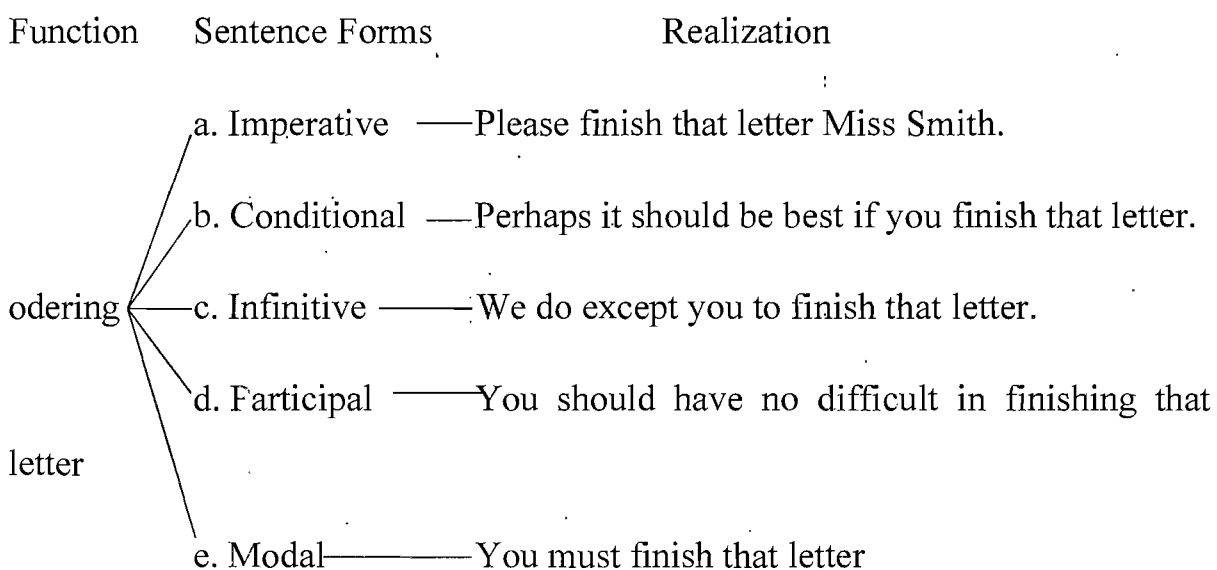 Function Sentence Forms Realization
a. Imperative Please finish that letter Miss Smith.
b. Conditional Perhaps it should be best if you finish that letter.
odering c. Infinitive We do except you to finish that letter.
d. Farticipal You should have no difficult in finishing that
letter
e. Modal You must finish that letter